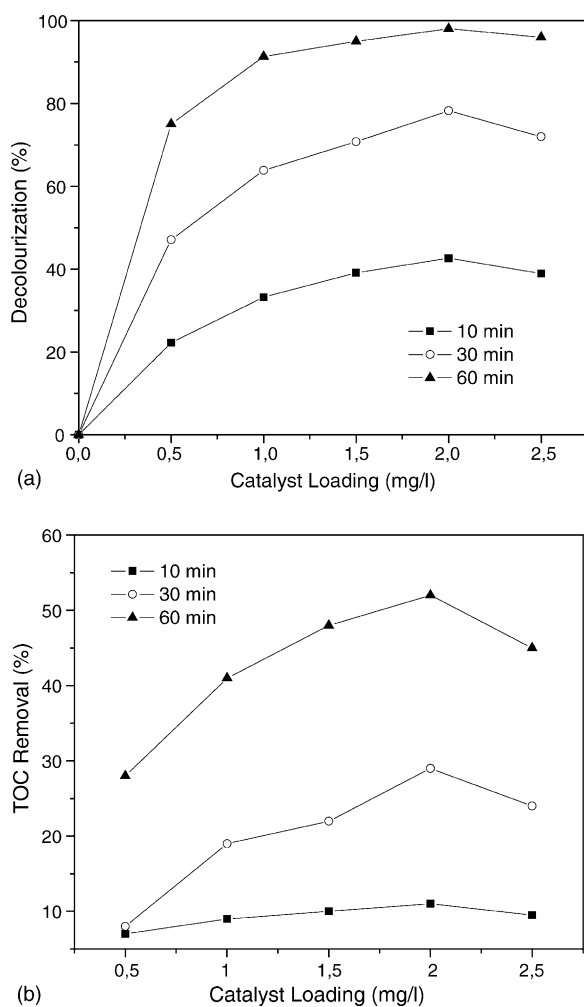 100
80
60
40
20
0
Decolourization (%)
10 min
30 min
60 min
0,0 0,5 1,0 1,5 2,0 2,5
(a) Catalyst Loading (mg/l)
60
50
40
30
20
10
TOC Removal (%)
10 min
30 min
60 min
0,5 1 1,5 2 2,5
(b) Catalyst Loading (mg/l)